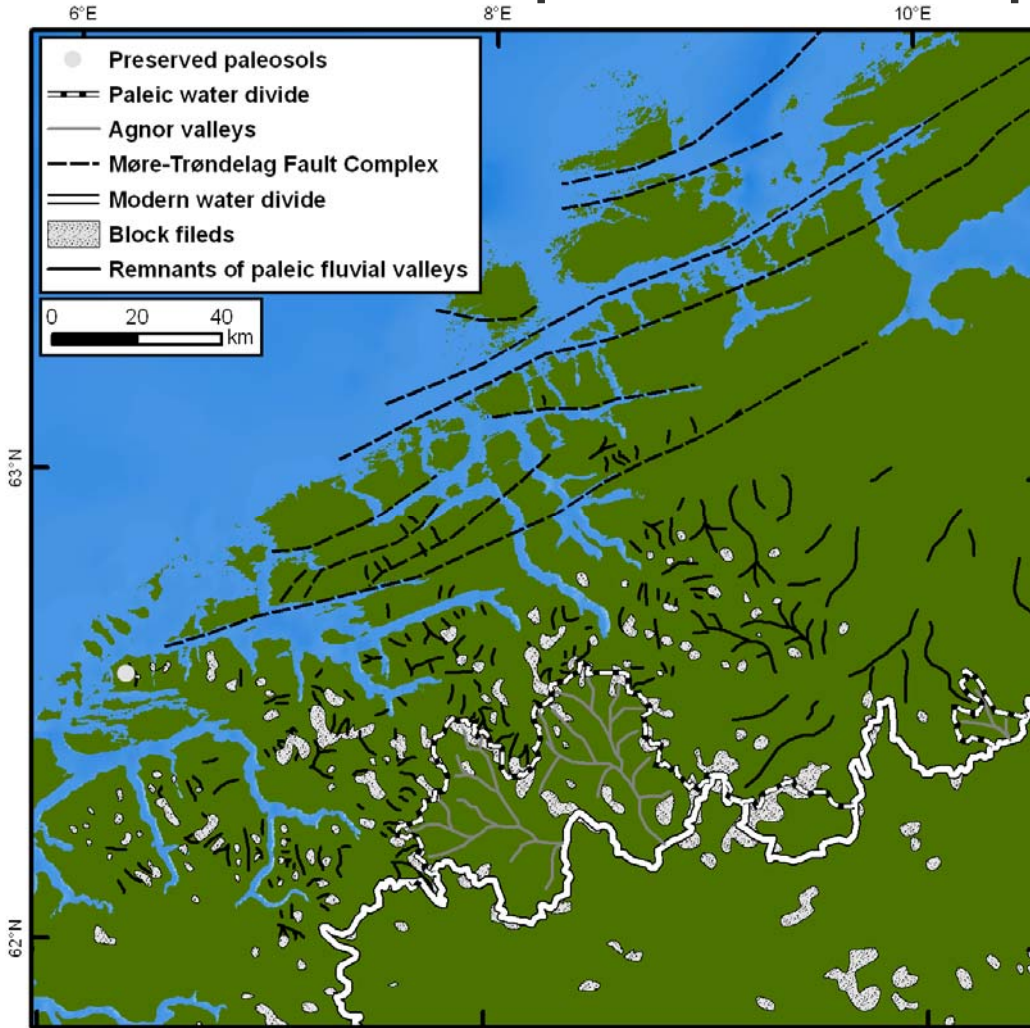 6°E
8°E
10°E
Preserved paleosols
Paleic water divide
Agnor valleys
Møre-Trøndelag Fault Complex
Modern water divide
Block fileds
Remnants of paleic fluvial valleys
0 20 40
km
63°N
62°N